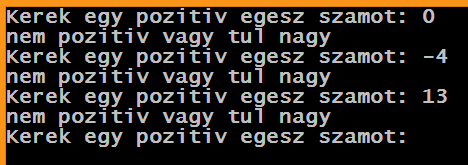 Kerek egy pozitiv egesz szamot: 0
nem pozitiv vagy tul nagy
Kerek egy pozitiv egesz szamot: -4
nem pozitiv vagy tul nagy
Kerek egy pozitiv egesz szamot: 13
nem pozitiv vagy tul nagy
Kerek egy pozitiv egesz szamot: